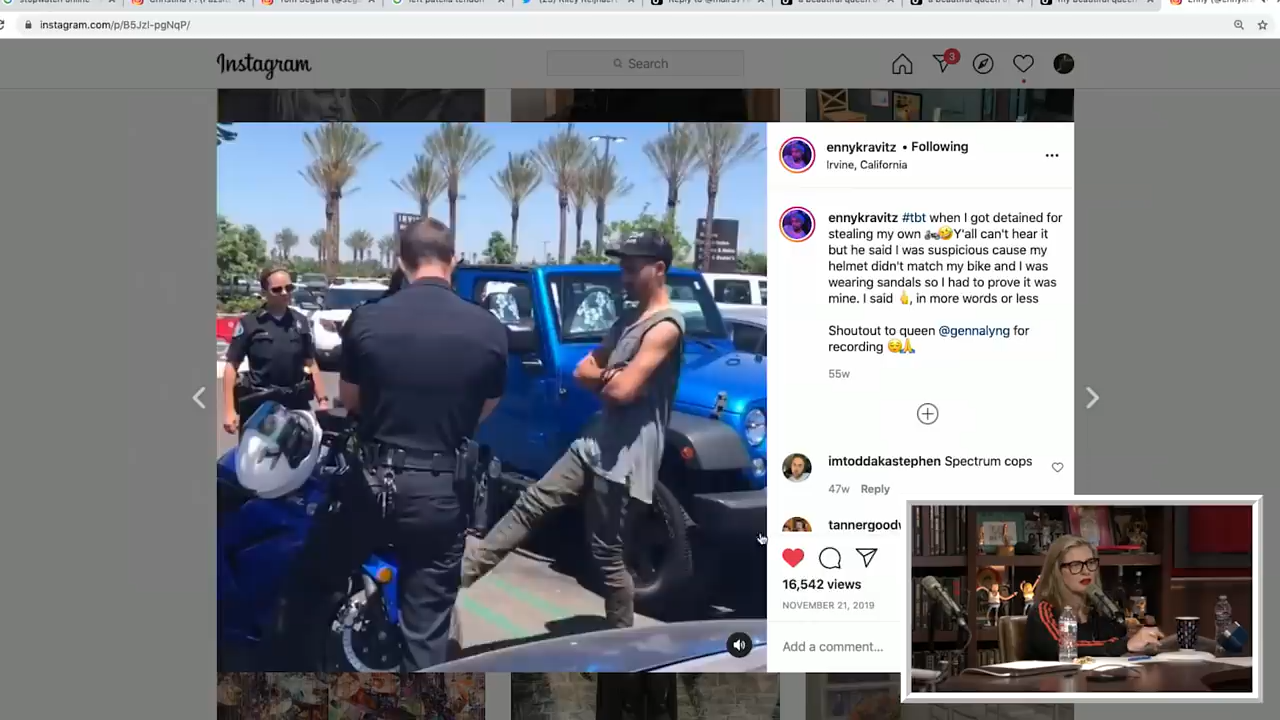 instagram.com/p/B5JzI-pgNqP/
Instagram
Search
3
ennykravitz • Following
Irvine, California
ennykravitz #tbt when I got detained for
stealing my own 🏍🤣Y'all can't hear it
but he said I was suspicious cause my
helmet didn't match my bike and I was
wearing sandals so I had to prove it was
mine. I said 🖕, in more words or less
Shoutout to queen @gennalyng for
recording 😔🙏
55w
imtoddakastephen Spectrum cops
47w Reply
16,542 views
NOVEMBER 21, 2019
Add a comment...